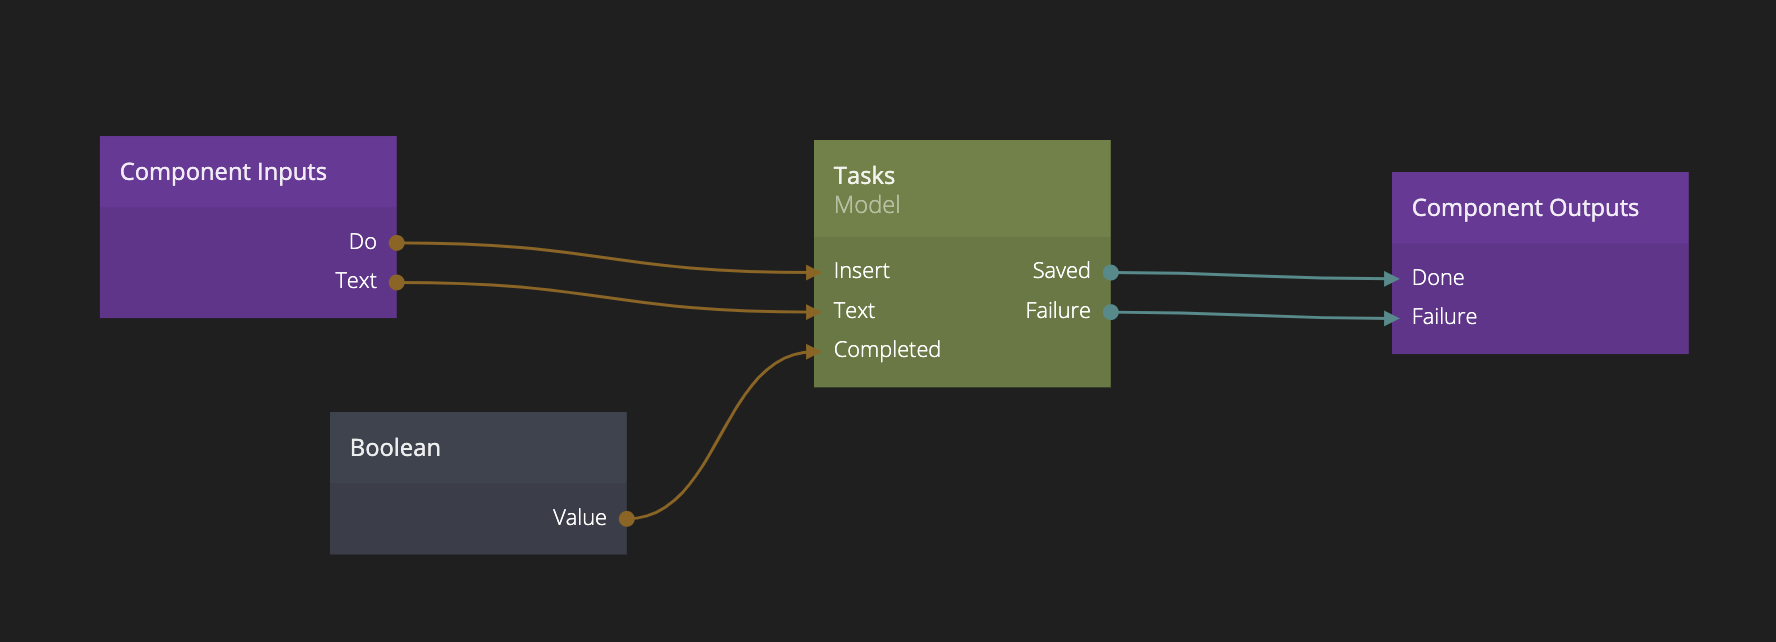 Component Inputs
Do
Text
Tasks
Model
Insert
Saved
Text
Failure
Completed
Component Outputs
Done
Failure
Boolean
Value